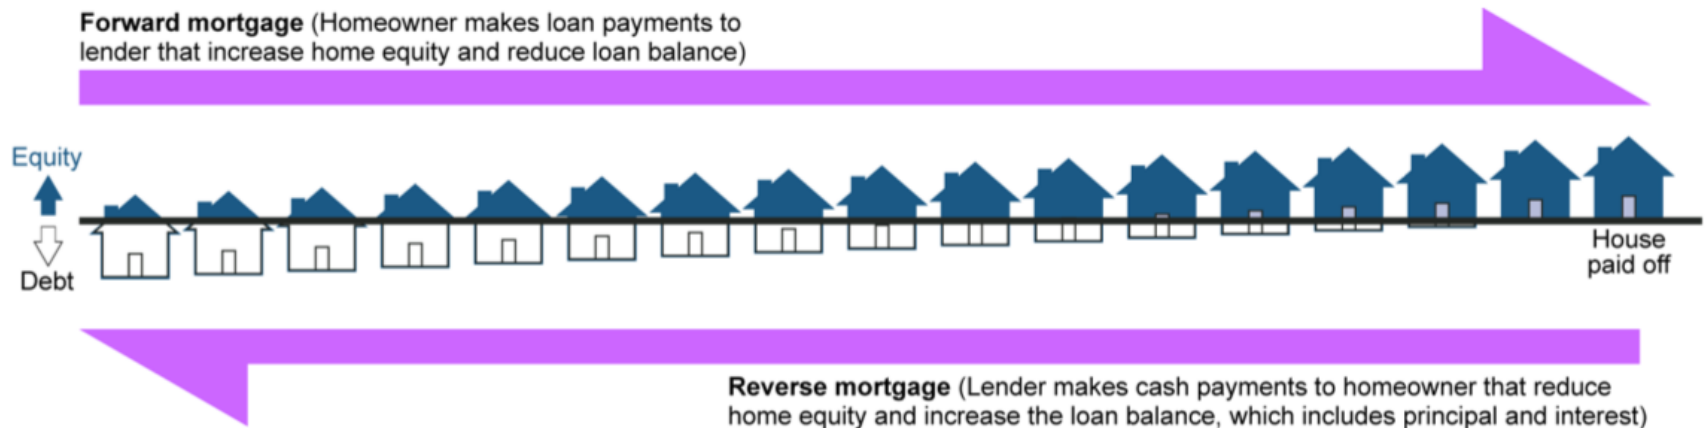 Forward mortgage (Homeowner makes loan payments to
lender that increase home equity and reduce loan balance)
Equity
Debt
House
paid off
Reverse mortgage (Lender makes cash payments to homeowner that reduce
home equity and increase the loan balance, which includes principal and interest)